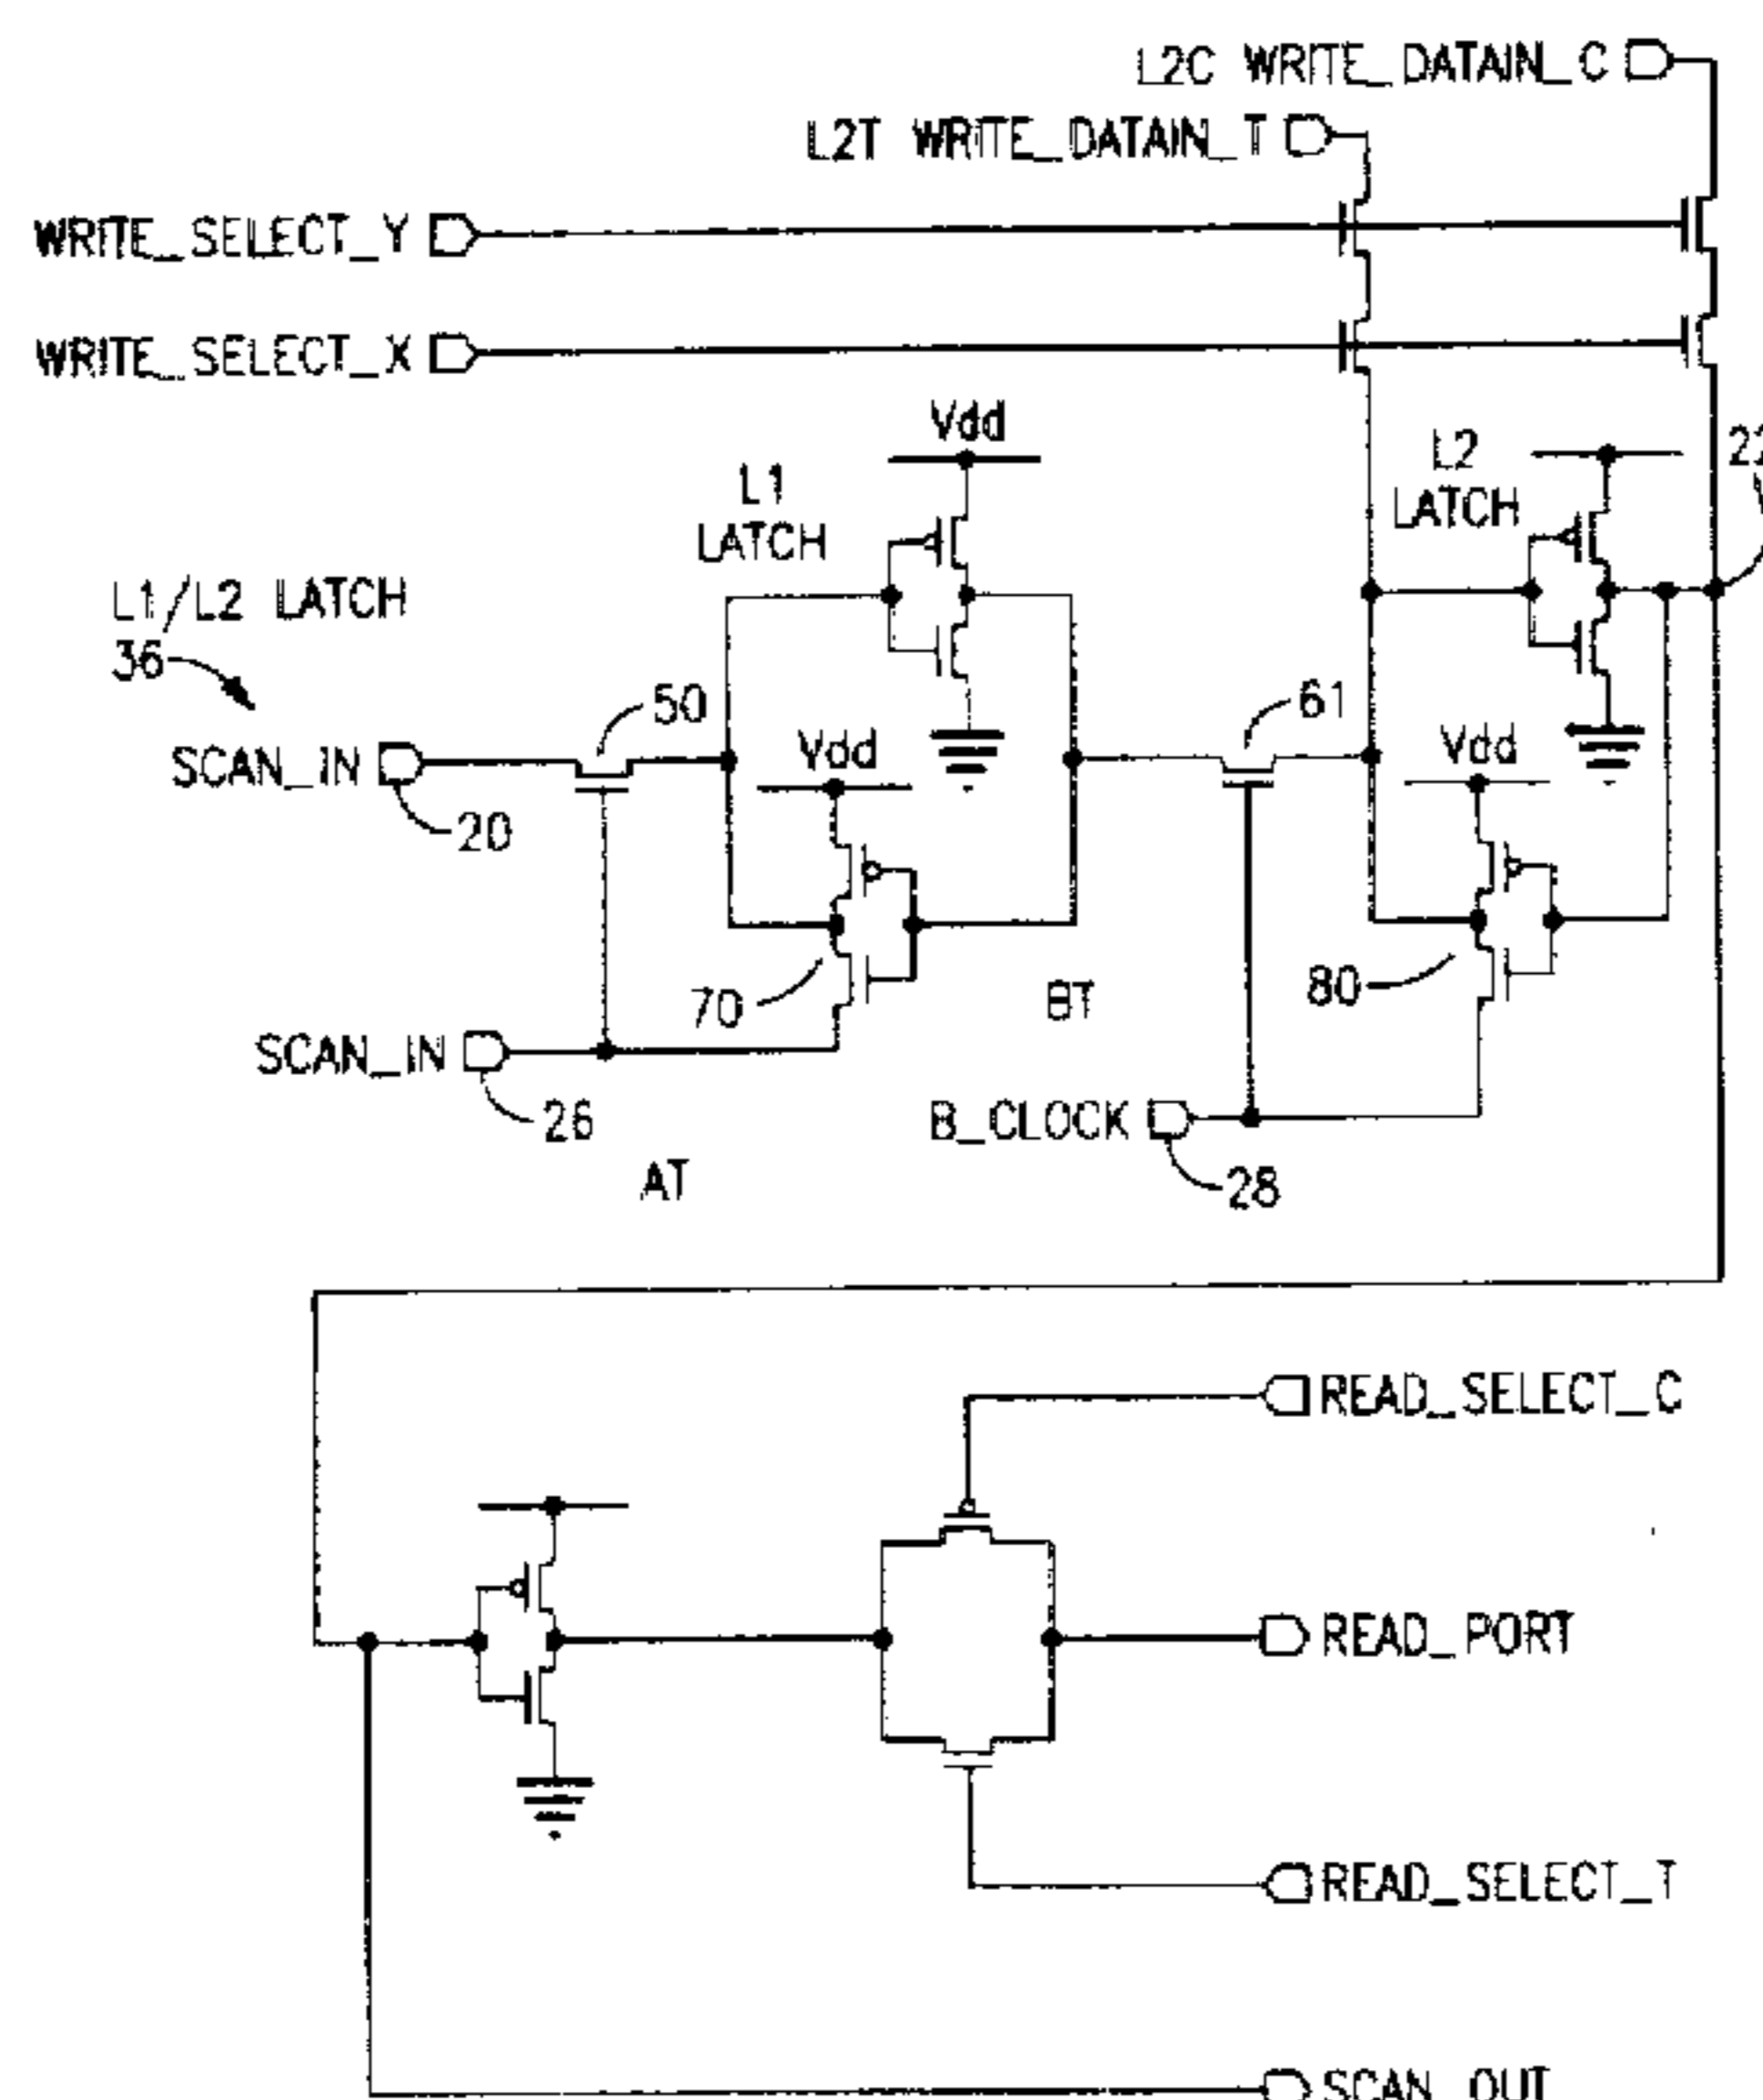 L2C WRITE_DATAIN_C
L2T WRITE_DATAIN_T
WRITE_SELECT_Y
WRITE_SELECT_X
Vdd
L1
LATCH
L2
LATCH
22
L1/L2 LATCH
36
50
61
Vdd
Vdd
SCAN_IN
20
70
BT
80
SCAN_IN
26
B_CLOCK
28
AT
READ_SELECT_C
READ_PORT
READ_SELECT_T
SCAN_OUT